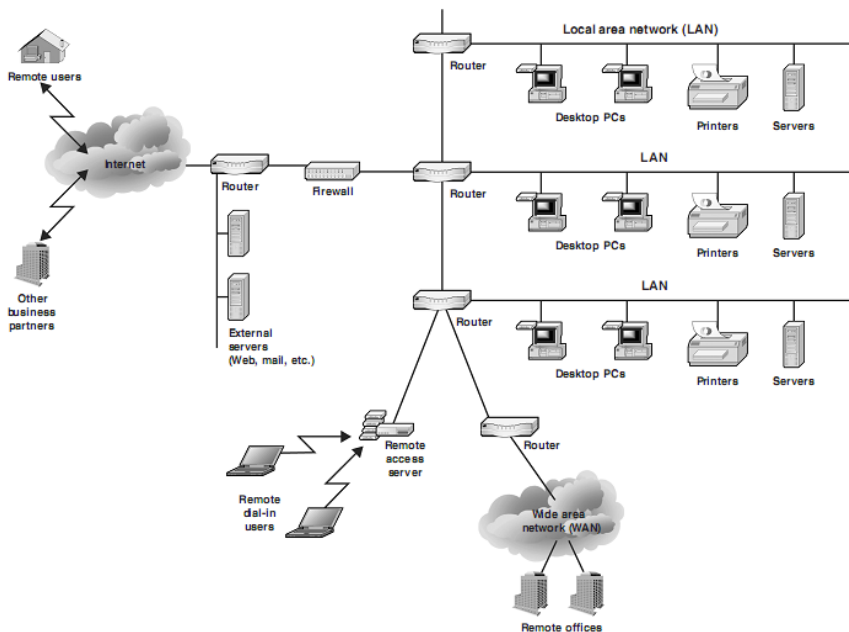 Local area network (LAN)
Router
Desktop PCs
Printers
Servers
Remote users
Internet
Router
Firewall
LAN
Router
Desktop PCs
Printers
Servers
Other
business
partners
External
servers
(Web, mail, etc.)
LAN
Router
Desktop PCs
Printers
Servers
Remote
access
server
Router
Remote
dial-in
users
Wide area
network (WAN)
Remote offices